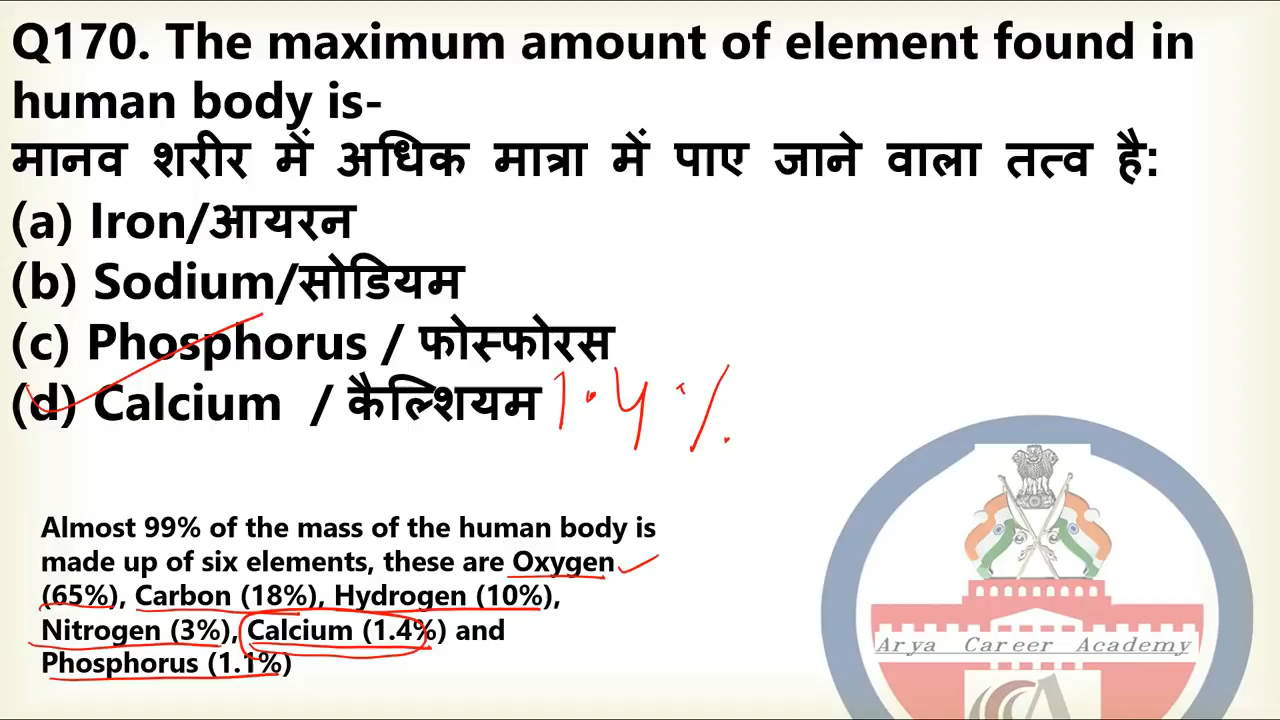 Q170. The maximum amount of element found in
human body is-
मानव शरीर में अधिक मात्रा में पाए जाने वाला तत्व है:
(a) Iron/आयरन
(b) Sodium/सोडियम
(c) Phosphorus / फोस्फोरस
(d) Calcium / कैल्शियम 1.4 %
Almost 99% of the mass of the human body is
made up of six elements, these are Oxygen
(65%), Carbon (18%), Hydrogen (10%),
Nitrogen (3%), Calcium (1.4%) and
Phosphorus (1.1%)
Arya Career Academy